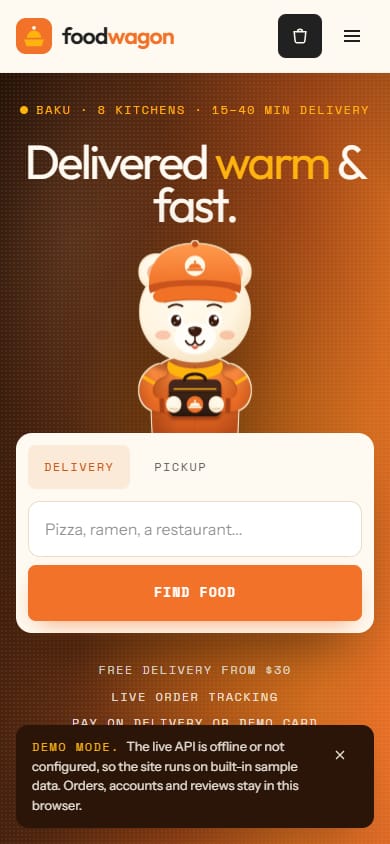 foodwagon
BAKU · 8 KITCHENS · 15–40 MIN DELIVERY
Delivered warm &
fast.
DELIVERY PICKUP
Pizza, ramen, a restaurant...
FIND FOOD
FREE DELIVERY FROM $30
LIVE ORDER TRACKING
PAY ON DELIVERY OR DEMO CARD
DEMO MODE. The live API is offline or not
configured, so the site runs on built-in sample
data. Orders, accounts and reviews stay in this
browser.